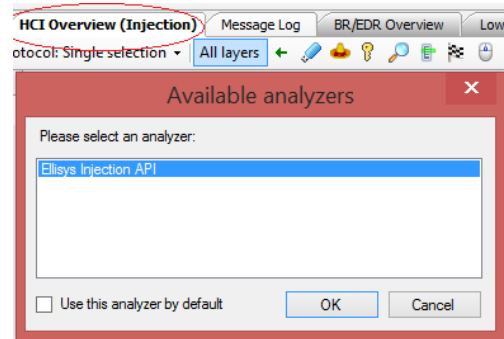 HCI Overview (Injection) Message Log BR/EDR Overview Low
otocol: Single selection All layers
Available analyzers
Please select an analyzer:
Ellisys Injection API
Use this analyzer by default OK Cancel